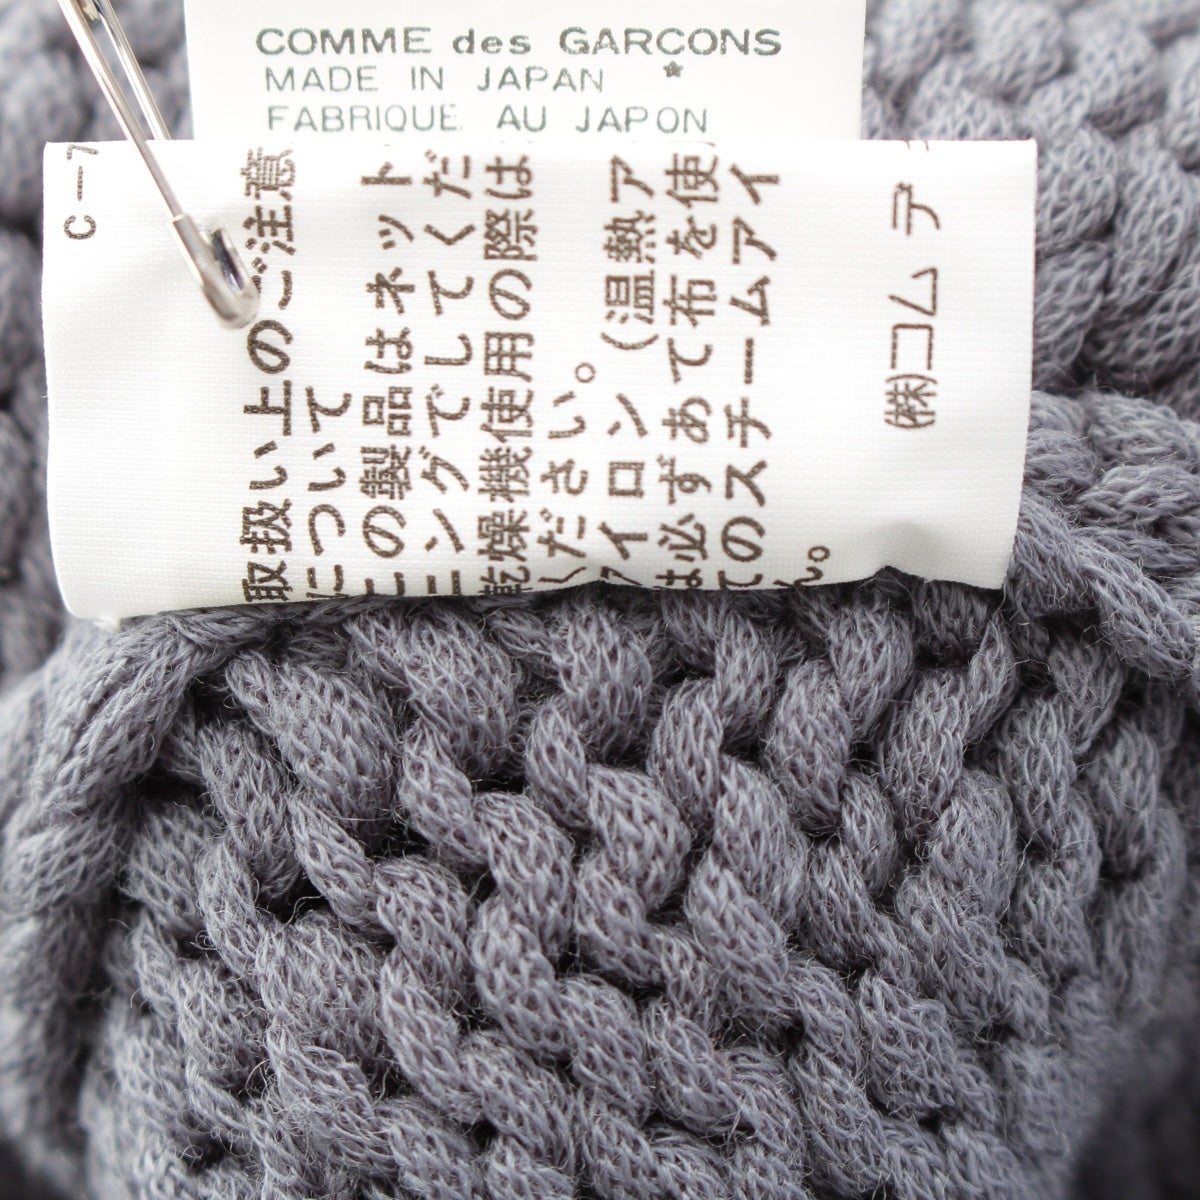 COMME des GARCONS
MADE IN JAPAN *
FABRIQUE AU JAPON
C-7
取扱い上のご注意
について
この製品はネット
ニングでしてくだ
乾燥機使用の際は
ください。
アイロン(温熱ア
は必ずあて布を使
てのスチームアイ
ん。
(株)コム デ